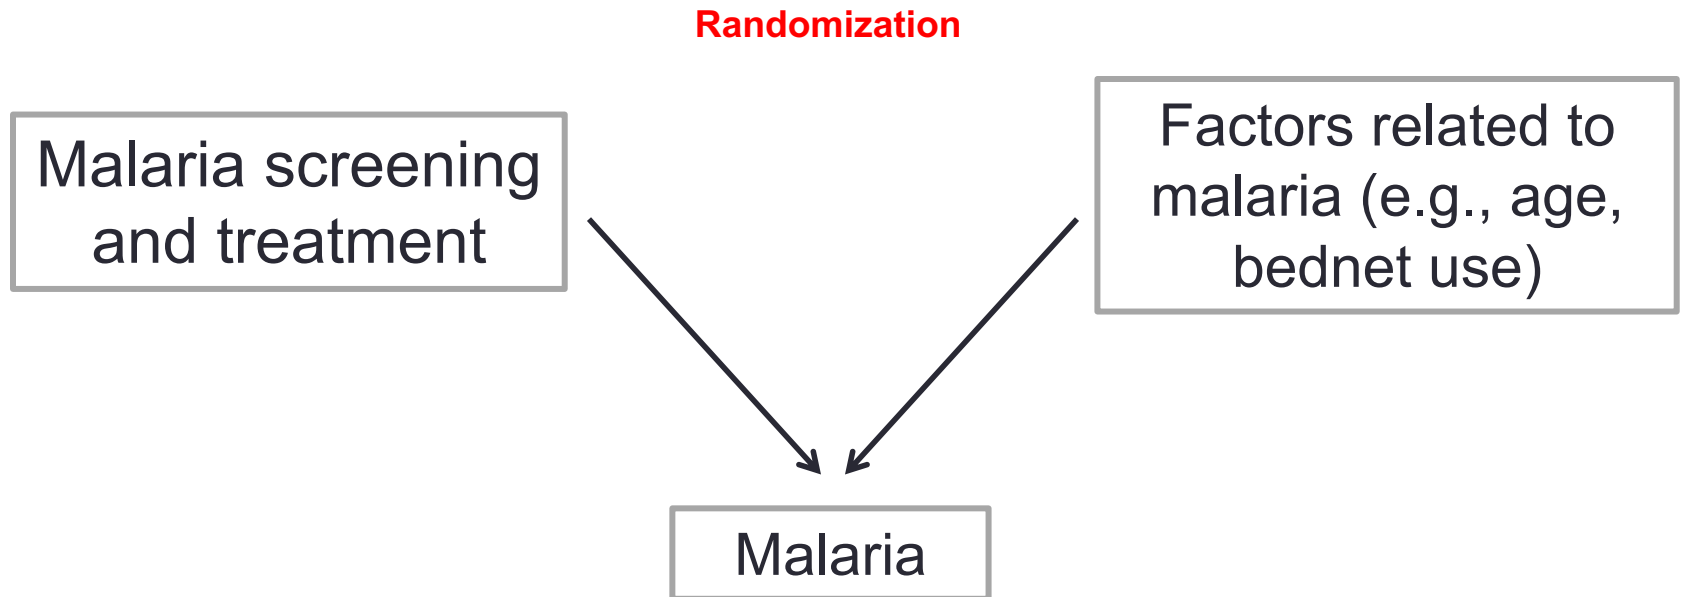 Randomization
Malaria screening
and treatment
Factors related to
malaria (e.g., age,
bednet use)
Malaria